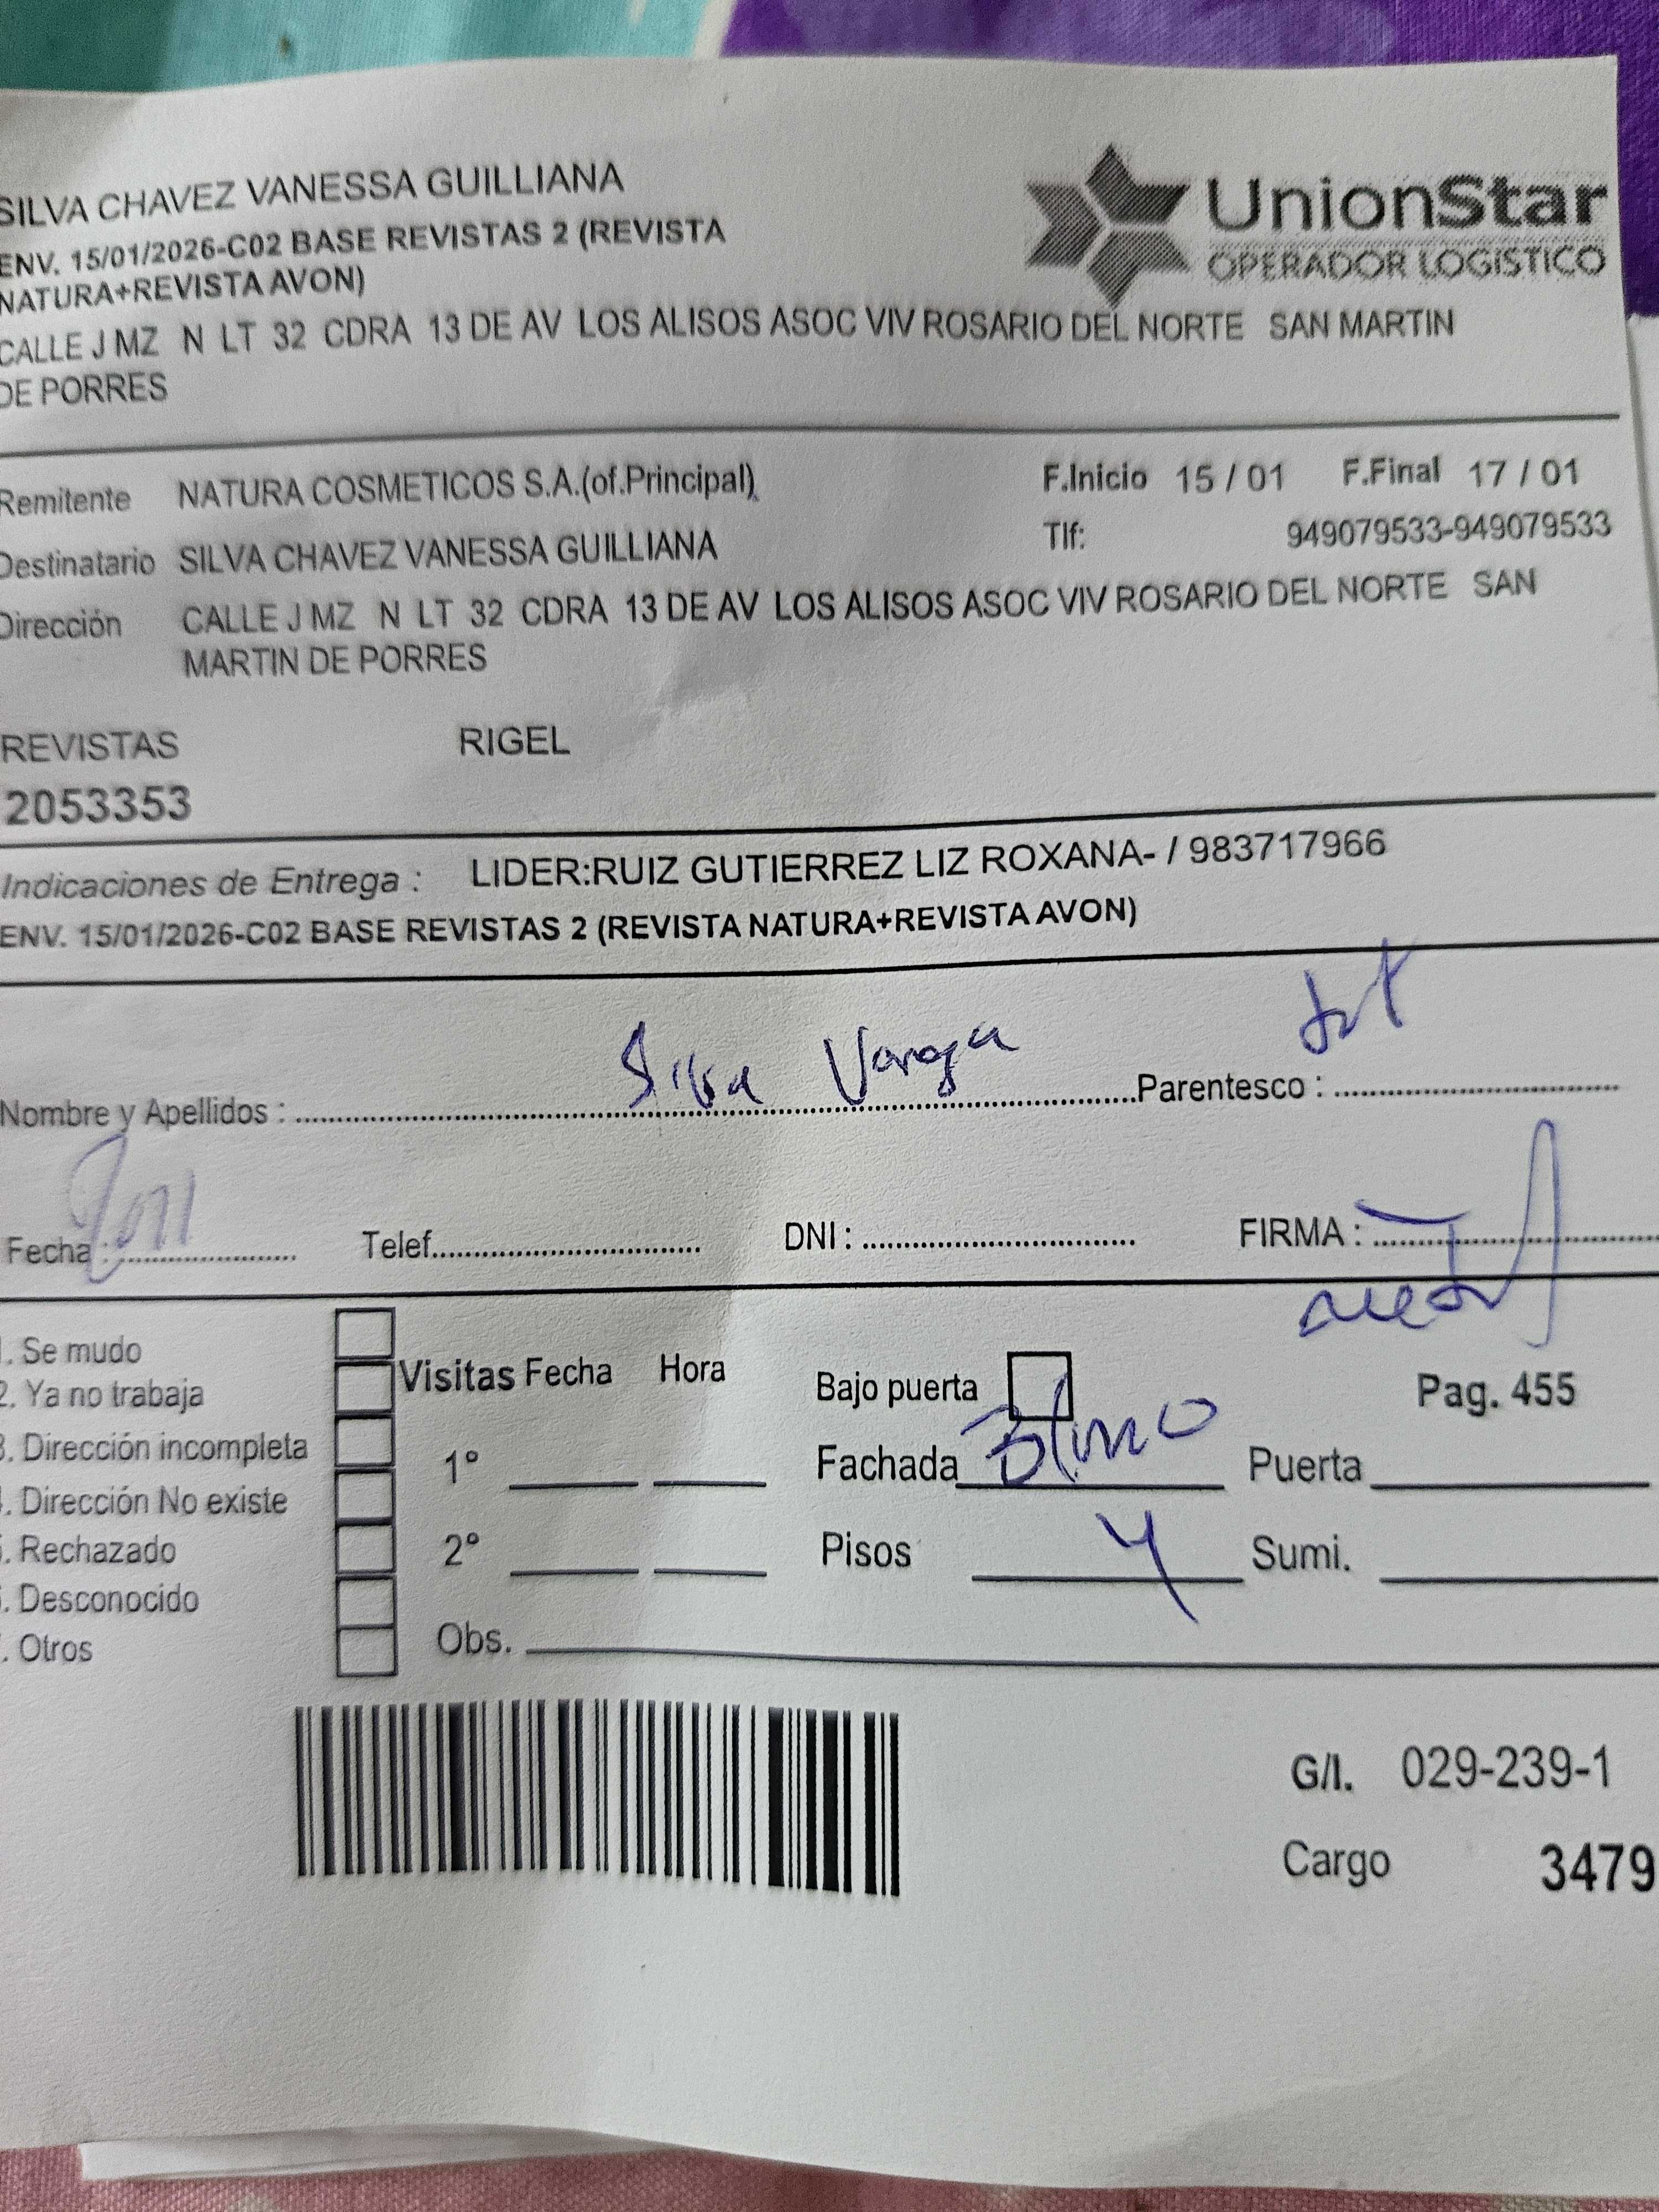 SILVA CHAVEZ VANESSA GUILLIANA
UnionStar
OPERADOR LOGISTICO
ENV. 15/01/2026-C02 BASE REVISTAS 2 (REVISTA
NATURA+REVISTA AVON)
CALLE J MZ N LT 32 CDRA 13 DE AV LOS ALISOS ASOC VIV ROSARIO DEL NORTE SAN MARTIN
DE PORRES
Remitente NATURA COSMETICOS S.A.(of.Principal) F.Inicio 15 / 01 F.Final 17 / 01
Destinatario SILVA CHAVEZ VANESSA GUILLIANA Tlf: 949079533-949079533
Dirección CALLE J MZ N LT 32 CDRA 13 DE AV LOS ALISOS ASOC VIV ROSARIO DEL NORTE SAN
MARTIN DE PORRES
REVISTAS RIGEL
2053353
Indicaciones de Entrega : LIDER:RUIZ GUTIERREZ LIZ ROXANA- / 983717966
ENV. 15/01/2026-C02 BASE REVISTAS 2 (REVISTA NATURA+REVISTA AVON)
Nombre y Apellidos : Silva Parentesco :
Fecha : Telef. DNI : FIRMA :
. Se mudo
2. Ya no trabaja Visitas Fecha Hora Bajo puerta Pag. 455
3. Dirección incompleta 1° Fachada Puerta
. Dirección No existe
. Rechazado 2° Pisos 4 Sumi.
. Desconocido
. Otros Obs.
G/I. 029-239-1
Cargo 3479